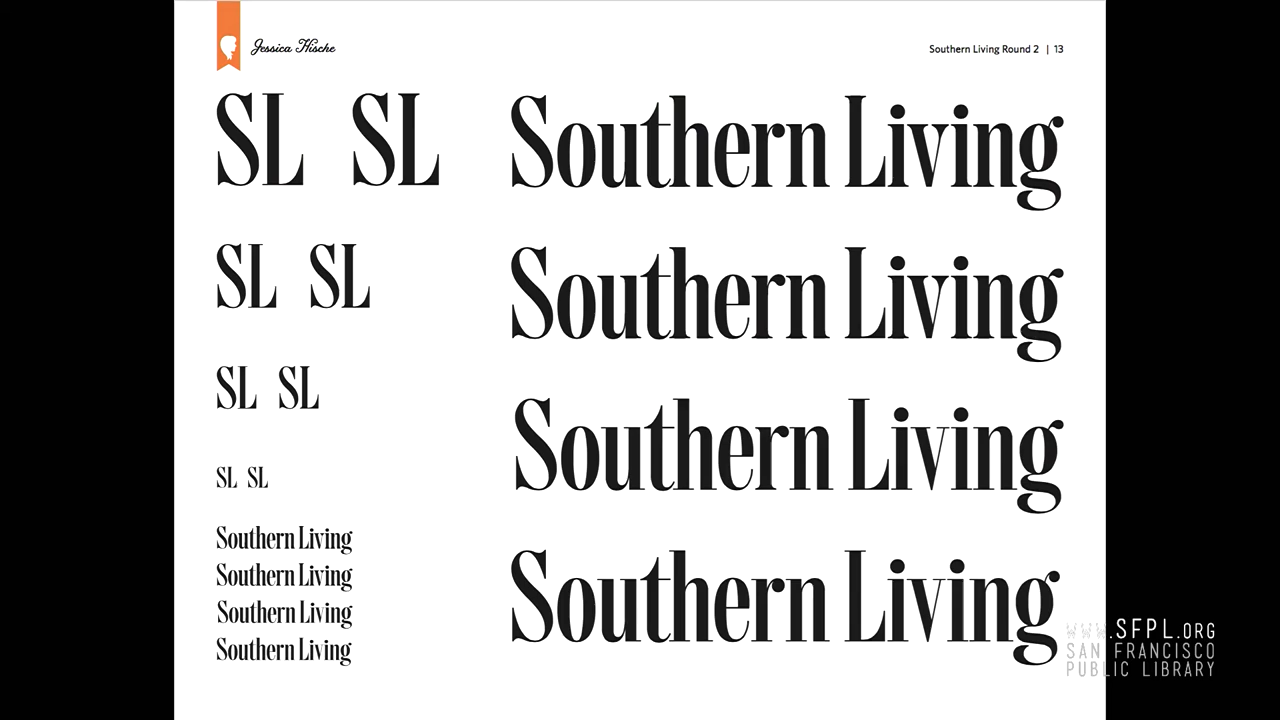 Jessica Hische
Southern Living Round 2 | 13
SL SL Southern Living
SL SL Southern Living
SL SL Southern Living
SL SL
Southern Living
Southern Living
Southern Living
Southern Living
Southern Living
WWW.SFPL.ORG
SAN FRANCISCO
PUBLIC LIBRARY